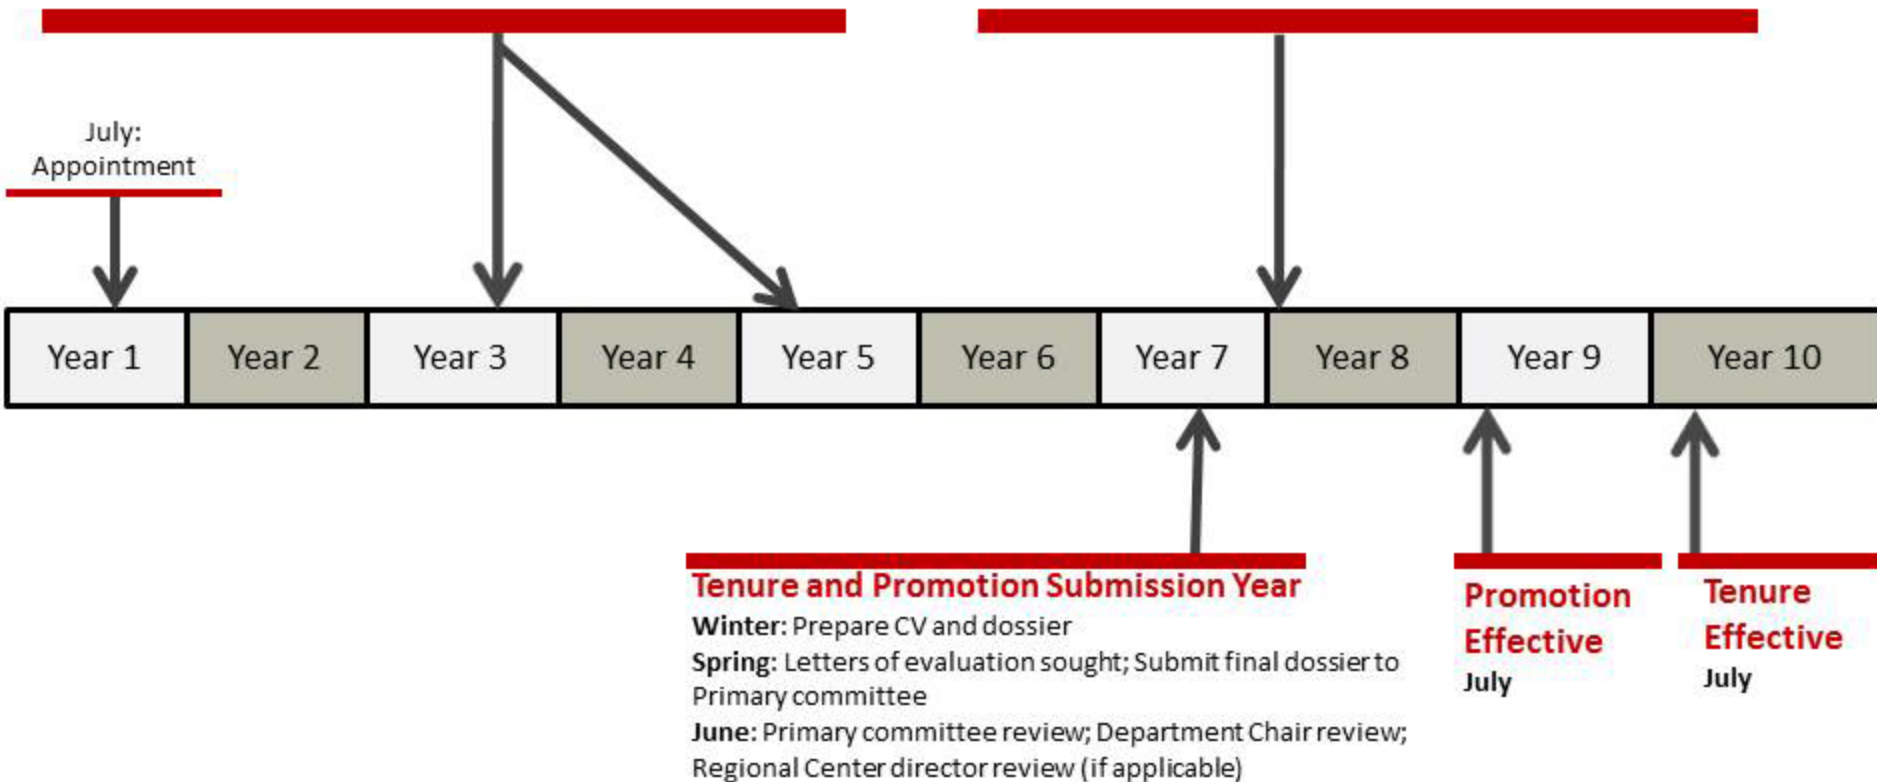 July:
Appointment
Year 1
Year 2
Year 3
Year 4
Year 5
Year 6
Year 7
Year 8
Year 9
Year 10
Tenure and Promotion Submission Year
Winter: Prepare CV and dossier
Spring: Letters of evaluation sought; Submit final dossier to
Primary committee
June: Primary committee review; Department Chair review;
Regional Center director review (if applicable)
Promotion
Effective
July
Tenure
Effective
July